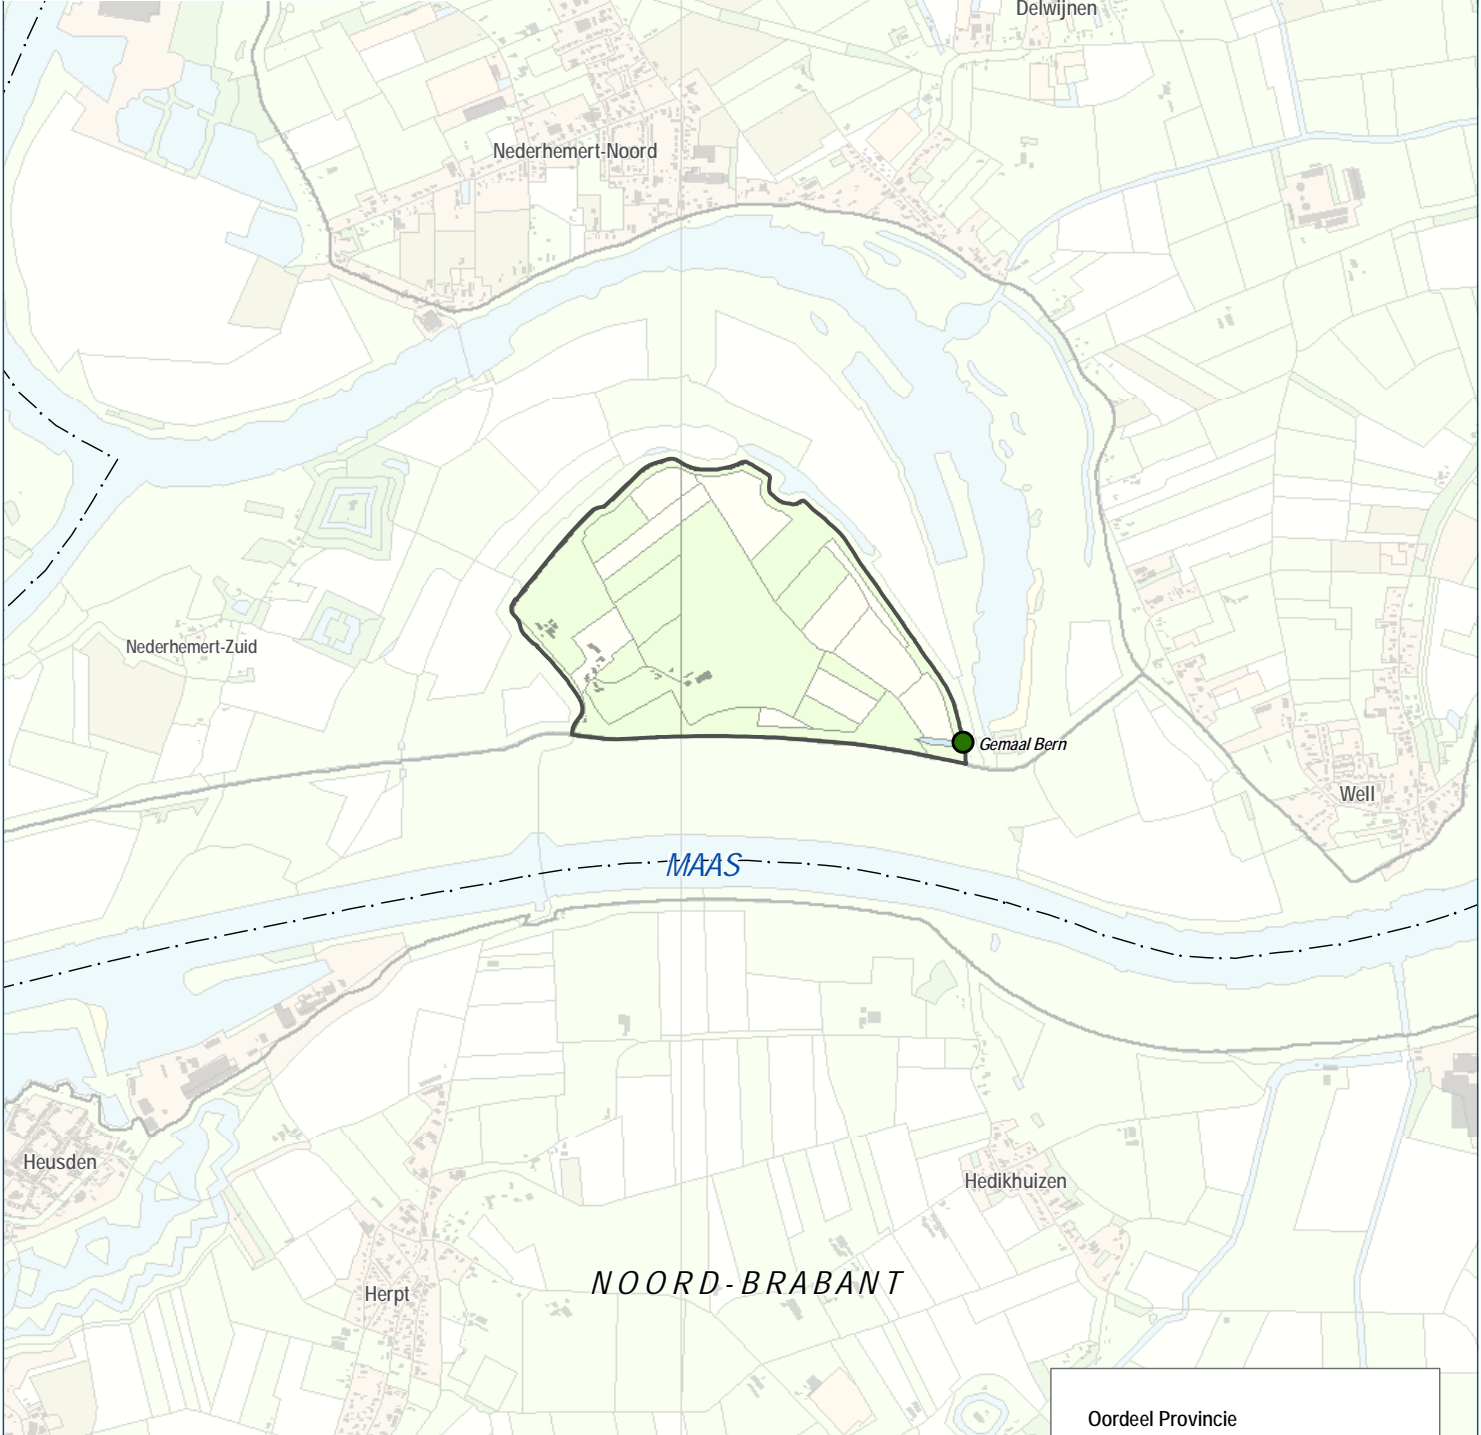 Delwijnen
Nederhemert-Noord
Nederhemert-Zuid
Gemaal Bern
Well
MAAS
Heusden
Hedikhuizen
NOORD-BRABANT
Herpt
Oordeel Provincie